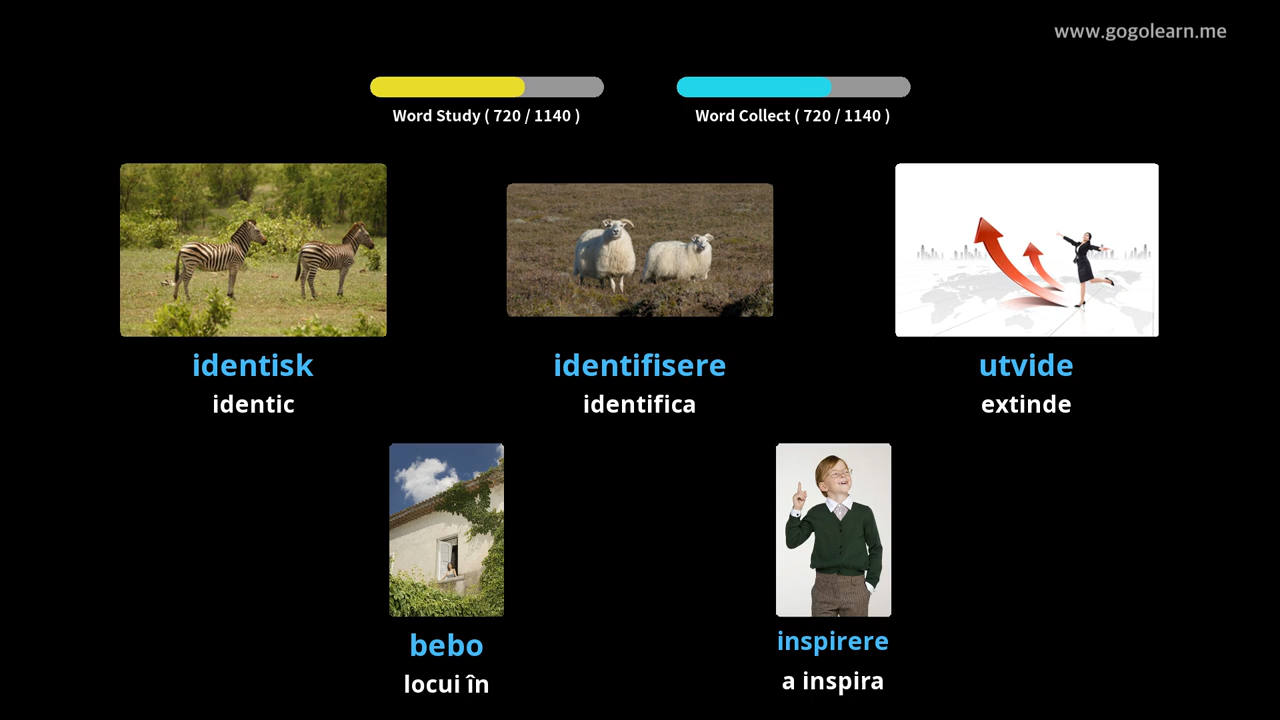 www.gogolearn.me
Word Study ( 720 / 1140 )
Word Collect ( 720 / 1140 )
identisk
identific
identifisere
identifica
utvide
extinde
bebo
locui în
inspirere
a inspira